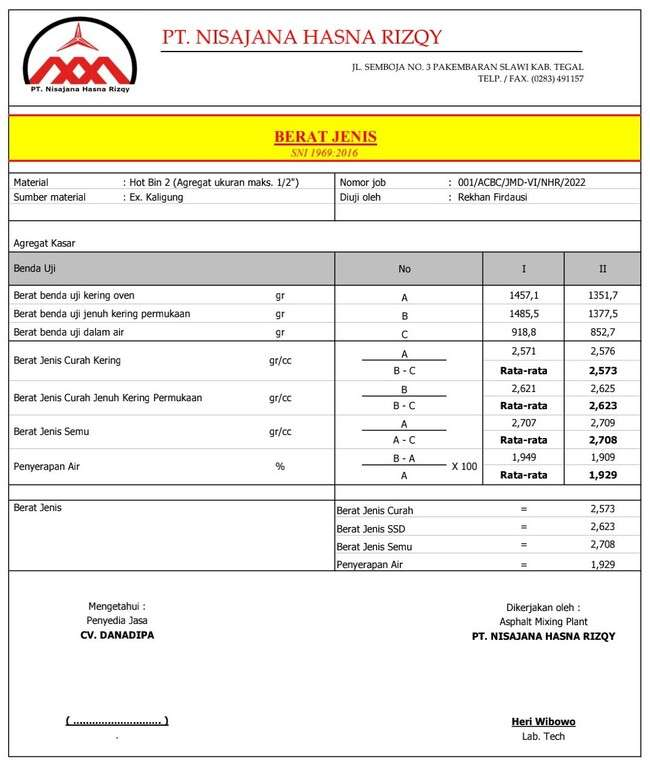 PT. NISAJANA HASNA RIZQY
PT. Nisajana Hasna Rizqy
JL. SEMBOJA NO. 3 PAKEMBARAN SLAWI KAB. TEGAL
TELP. / FAX. (0283) 491157
BERAT JENIS
SNI 1969:2016
Material : Hot Bin 2 (Agregat ukuran maks. 1/2") Nomor job : 001/ACBC/JMD-VI/NHR/2022
Sumber material : Ex. Kaligung Diuji oleh : Rekhan Firdausi
Agregat Kasar
Benda Uji No I II
Berat benda uji kering oven gr A 1457,1 1351,7
Berat benda uji jenuh kering permukaan gr B 1485,5 1377,5
Berat benda uji dalam air gr C 918,8 852,7
A 2,571 2,576
Berat Jenis Curah Kering gr/cc
B - C Rata-rata 2,573
B 2,621 2,625
Berat Jenis Curah Jenuh Kering Permukaan gr/cc
B - C Rata-rata 2,623
A 2,707 2,709
Berat Jenis Semu gr/cc
A - C Rata-rata 2,708
B - A 1,949 1,909
Penyerapan Air % X 100
A Rata-rata 1,929
Berat Jenis Berat Jenis Curah = 2,573
Berat Jenis SSD = 2,623
Berat Jenis Semu = 2,708
Penyerapan Air = 1,929
Mengetahui :
Penyedia Jasa
CV. DANADIPA
Dikerjakan oleh :
Asphalt Mixing Plant
PT. NISAJANA HASNA RIZQY
( ............................ )
.
Heri Wibowo
Lab. Tech